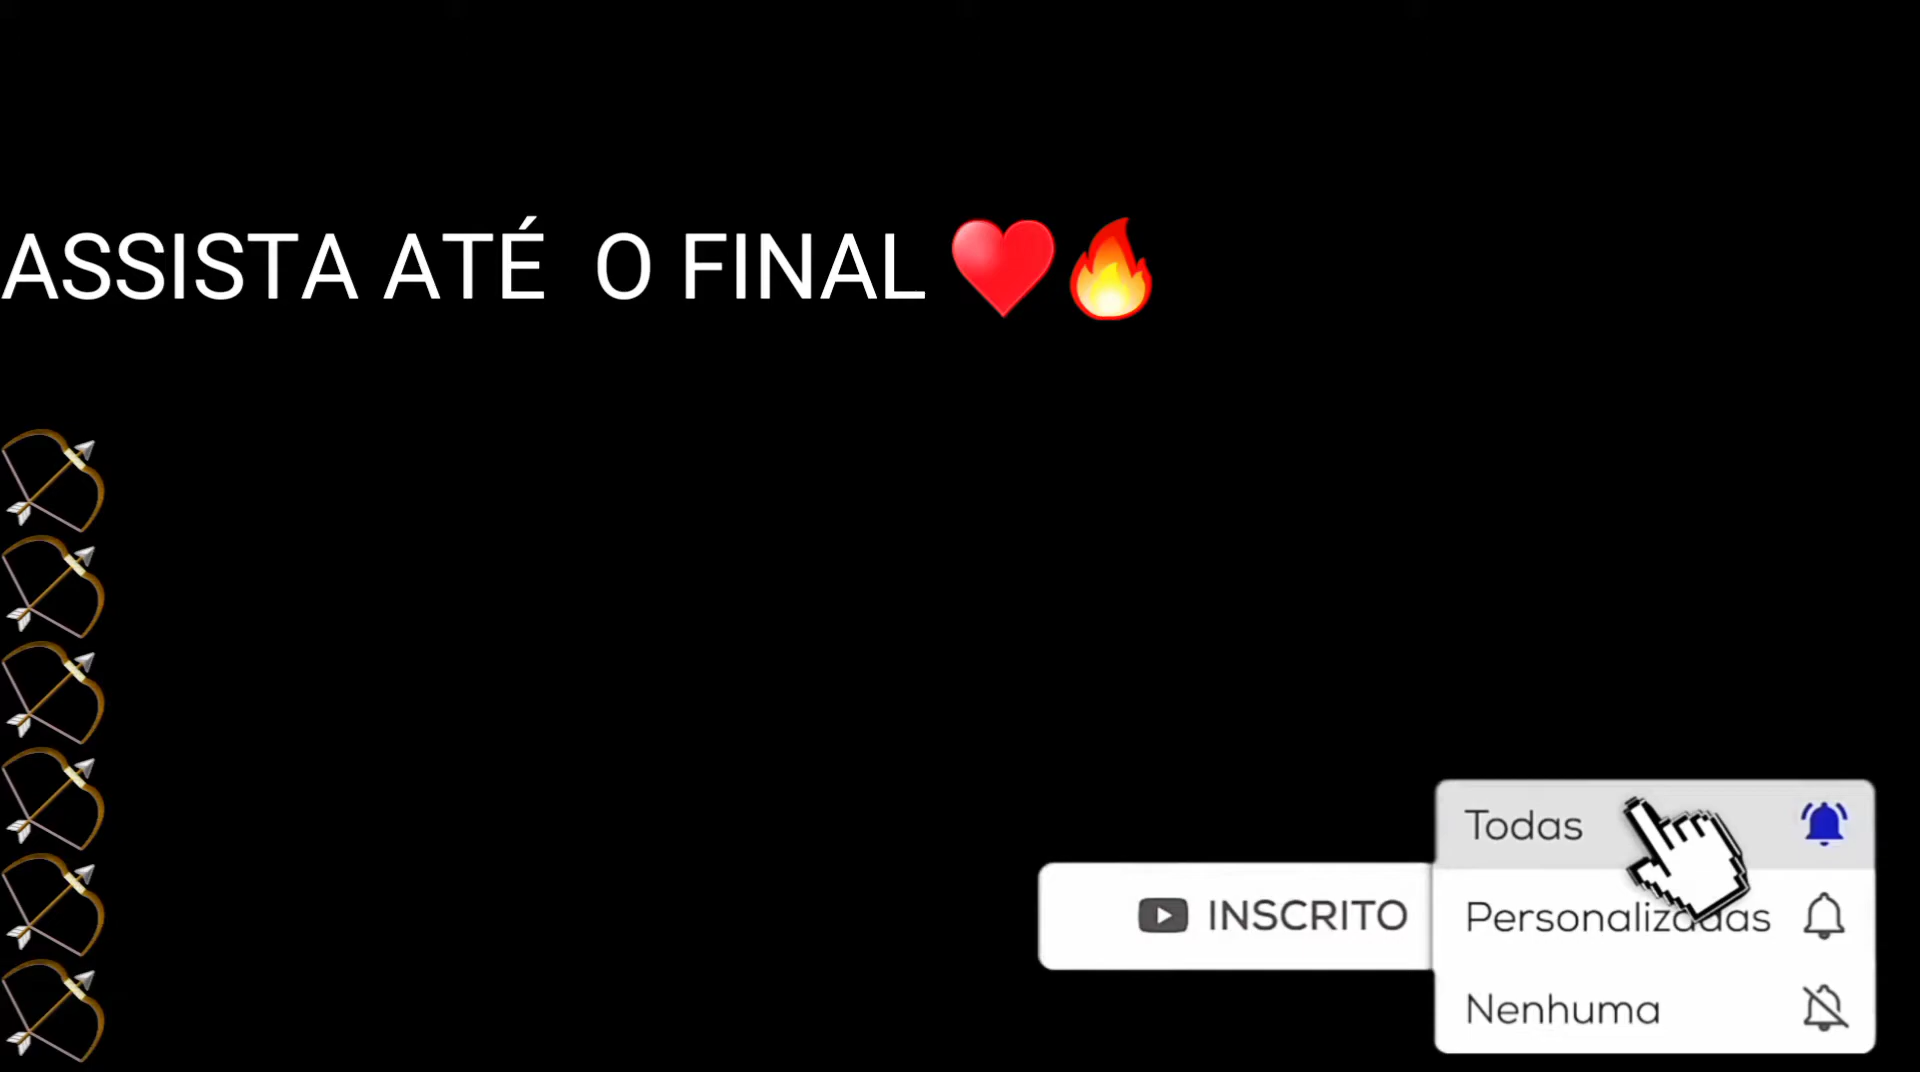 ASSISTA ATÉ  O FINAL ❤️🔥
🏹
🏹
🏹
🏹
🏹
🏹
INSCRITO
Todas
Personalizadas
Nenhuma